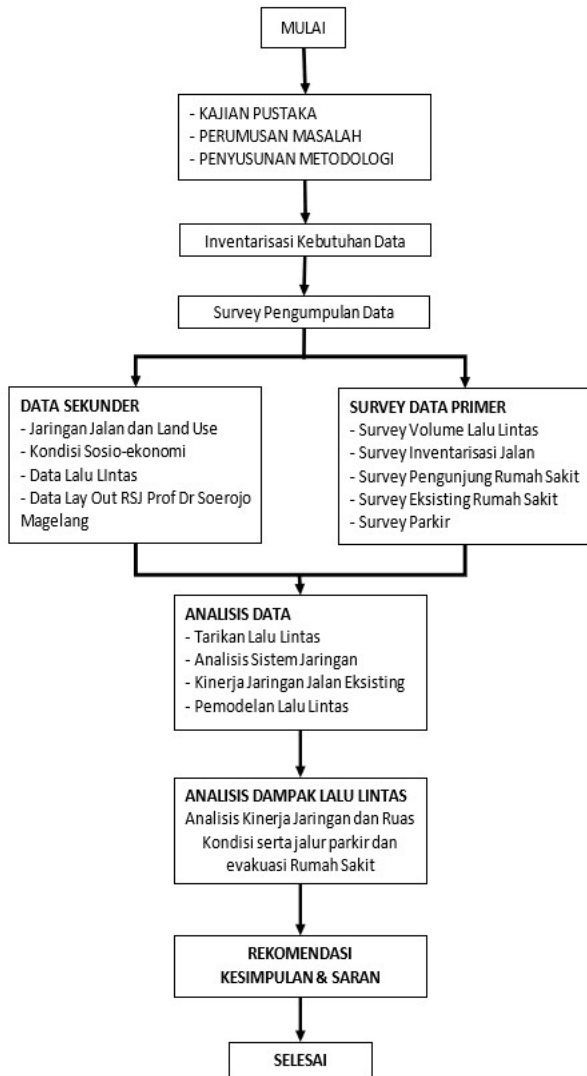 MULAI
- KAJIAN PUSTAKA
- PERUMUSAN MASALAH
- PENYUSUNAN METODOLOGI
Inventarisasi Kebutuhan Data
Survey Pengumpulan Data
DATA SEKUNDER
- Jaringan Jalan dan Land Use
- Kondisi Sosio-ekonomi
- Data Lalu LIntas
- Data Lay Out RSJ Prof Dr Soerojo
Magelang
SURVEY DATA PRIMER
- Survey Volume Lalu Lintas
- Survey Inventarisasi Jalan
- Survey Pengunjung Rumah Sakit
- Survey Eksisting Rumah Sakit
- Survey Parkir
ANALISIS DATA
- Tarikan Lalu Lintas
- Analisis Sistem Jaringan
- Kinerja Jaringan Jalan Eksisting
- Pemodelan Lalu Lintas
ANALISIS DAMPAK LALU LINTAS
Analisis Kinerja Jaringan dan Ruas
Kondisi serta jalur parkir dan
evakuasi Rumah Sakit
REKOMENDASI
KESIMPULAN & SARAN
SELESAI